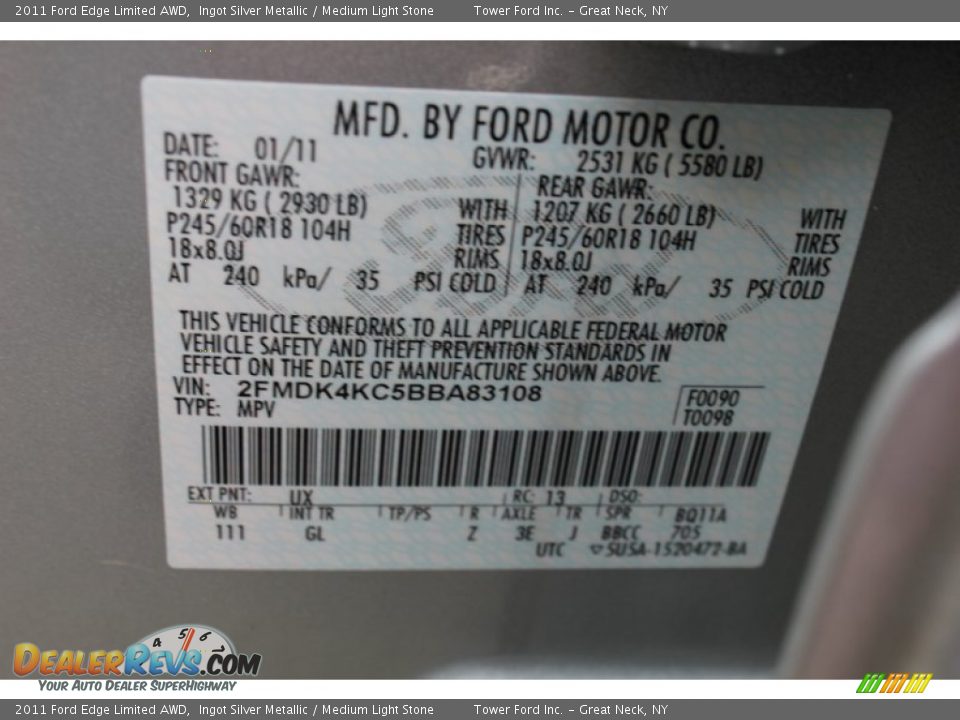 2011 Ford Edge Limited AWD, Ingot Silver Metallic / Medium Light Stone Tower Ford Inc. - Great Neck, NY
MFD. BY FORD MOTOR CO.
DATE: 01/11 GVWR: 2531 KG ( 5580 LB)
FRONT GAWR: REAR GAWR:
1329 KG ( 2930 LB) WITH 1207 KG ( 2660 LB) WITH
P245/60R18 104H TIRES P245/60R18 104H TIRES
18x8.0J RIMS 18x8.0J RIMS
AT 240 kPa/ 35 PSI COLD AT 240 kPa/ 35 PSI COLD
THIS VEHICLE CONFORMS TO ALL APPLICABLE FEDERAL MOTOR
VEHICLE SAFETY AND THEFT PREVENTION STANDARDS IN
EFFECT ON THE DATE OF MANUFACTURE SHOWN ABOVE.
VIN: 2FMDK4KC5BBA83108 F0090
TYPE: MPV T0098
EXT PNT: UX RC: 13 DSO:
WB INT TR TP/PS R AXLE TR SPR BQ11A
111 GL Z 3E J BBCC 705
UTC ▽SU5A-1520472-BA
4 5 6
DEALERREVS.COM
YOUR AUTO DEALER SUPERHIGHWAY
2011 Ford Edge Limited AWD, Ingot Silver Metallic / Medium Light Stone Tower Ford Inc. - Great Neck, NY